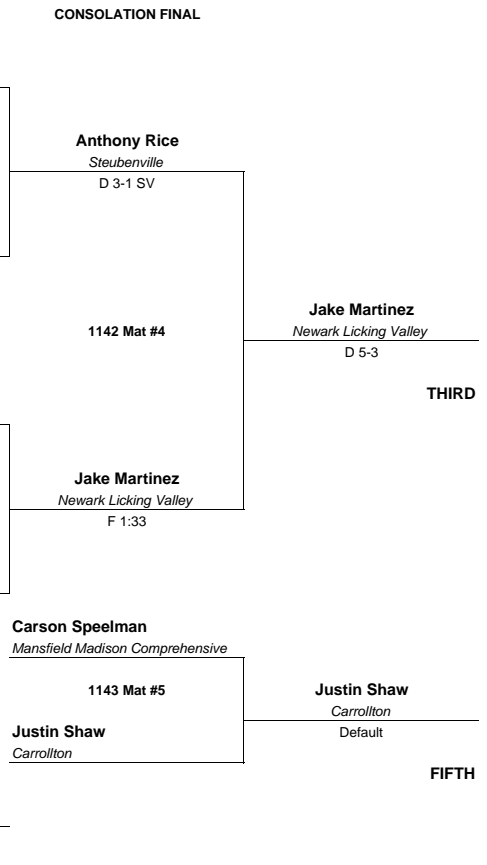 CONSOLATION FINAL
Anthony Rice
Steubenville
D 3-1 SV
1142 Mat #4
Jake Martinez
Newark Licking Valley
D 5-3
THIRD
Jake Martinez
Newark Licking Valley
F 1:33
Carson Speelman
Mansfield Madison Comprehensive
1143 Mat #5
Justin Shaw
Carrollton
Default
Justin Shaw
Carrollton
FIFTH